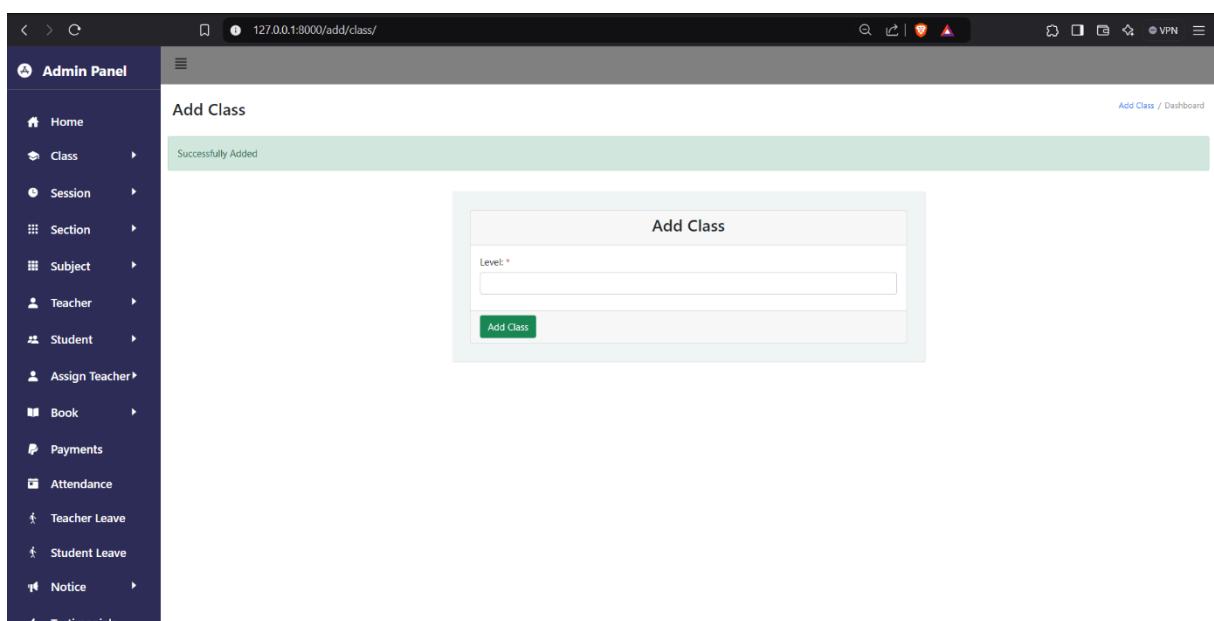 127.0.0.1:8000/add/class/
VPN
Admin Panel
Add Class
Add Class / Dashboard
Successfully Added
Home
Class
Session
Section
Subject
Teacher
Student
Assign Teacher
Book
Payments
Attendance
Teacher Leave
Student Leave
Notice
Add Class
Level: *
Add Class